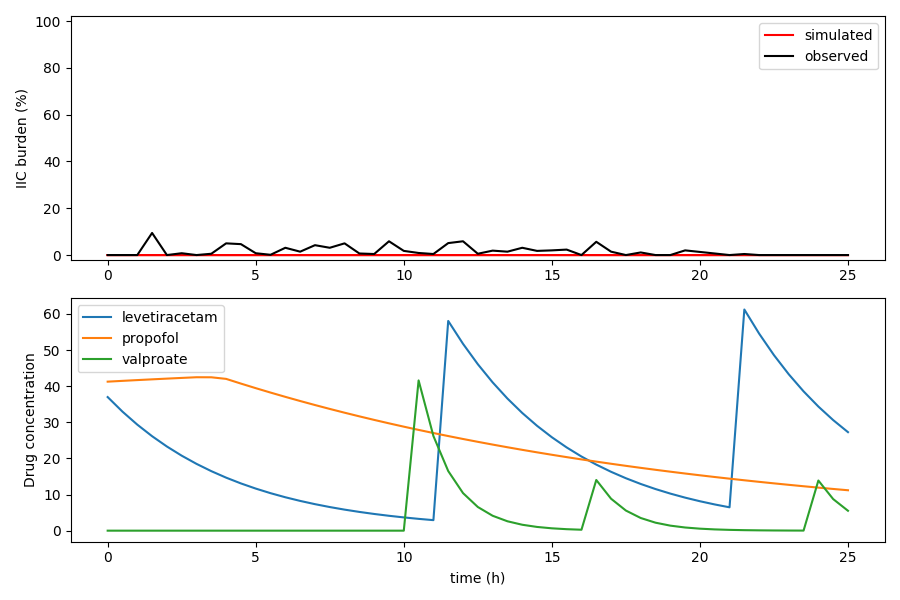 IIC burden (%)
100
80
60
40
20
0
simulated
observed
0 5 10 15 20 25
Drug concentration
60
50
40
30
20
10
0
levetiracetam
propofol
valproate
0 5 10 15 20 25
time (h)